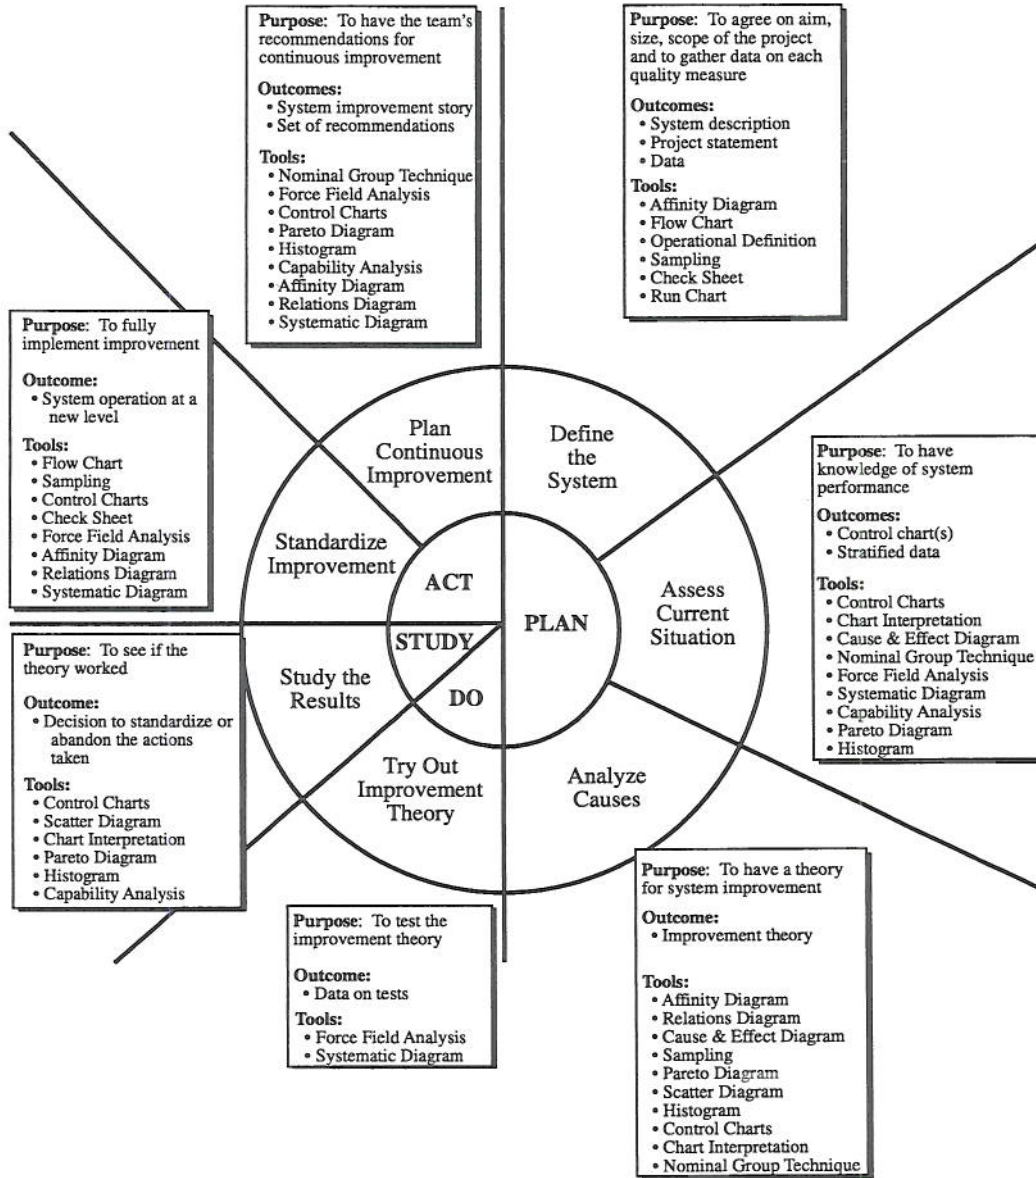 Purpose: To have the team's
recommendations for
continuous improvement
Outcomes:
• System improvement story
• Set of recommendations
Tools:
• Nominal Group Technique
• Force Field Analysis
• Control Charts
• Pareto Diagram
• Histogram
• Capability Analysis
• Affinity Diagram
• Relations Diagram
• Systematic Diagram
Purpose: To agree on aim,
size, scope of the project
and to gather data on each
quality measure
Outcomes:
• System description
• Project statement
• Data
Tools:
• Affinity Diagram
• Flow Chart
• Operational Definition
• Sampling
• Check Sheet
• Run Chart
Purpose: To fully
implement improvement
Outcome:
• System operation at a
new level
Tools:
• Flow Chart
• Sampling
• Control Charts
• Check Sheet
• Force Field Analysis
• Affinity Diagram
• Relations Diagram
• Systematic Diagram
Plan
Continuous
Improvement
Define
the
System
Standardize
Improvement
ACT
PLAN
Assess
Current
Situation
STUDY
DO
Study the
Results
Try Out
Improvement
Theory
Analyze
Causes
Purpose: To have
knowledge of system
performance
Outcomes:
• Control chart(s)
• Stratified data
Tools:
• Control Charts
• Chart Interpretation
• Cause & Effect Diagram
• Nominal Group Technique
• Force Field Analysis
• Systematic Diagram
• Capability Analysis
• Pareto Diagram
• Histogram
Purpose: To see if the
theory worked
Outcome:
• Decision to standardize or
abandon the actions
taken
Tools:
• Control Charts
• Scatter Diagram
• Chart Interpretation
• Pareto Diagram
• Histogram
• Capability Analysis
Purpose: To test the
improvement theory
Outcome:
• Data on tests
Tools:
• Force Field Analysis
• Systematic Diagram
Purpose: To have a theory
for system improvement
Outcome:
• Improvement theory
Tools:
• Affinity Diagram
• Relations Diagram
• Cause & Effect Diagram
• Sampling
• Pareto Diagram
• Scatter Diagram
• Histogram
• Control Charts
• Chart Interpretation
• Nominal Group Technique